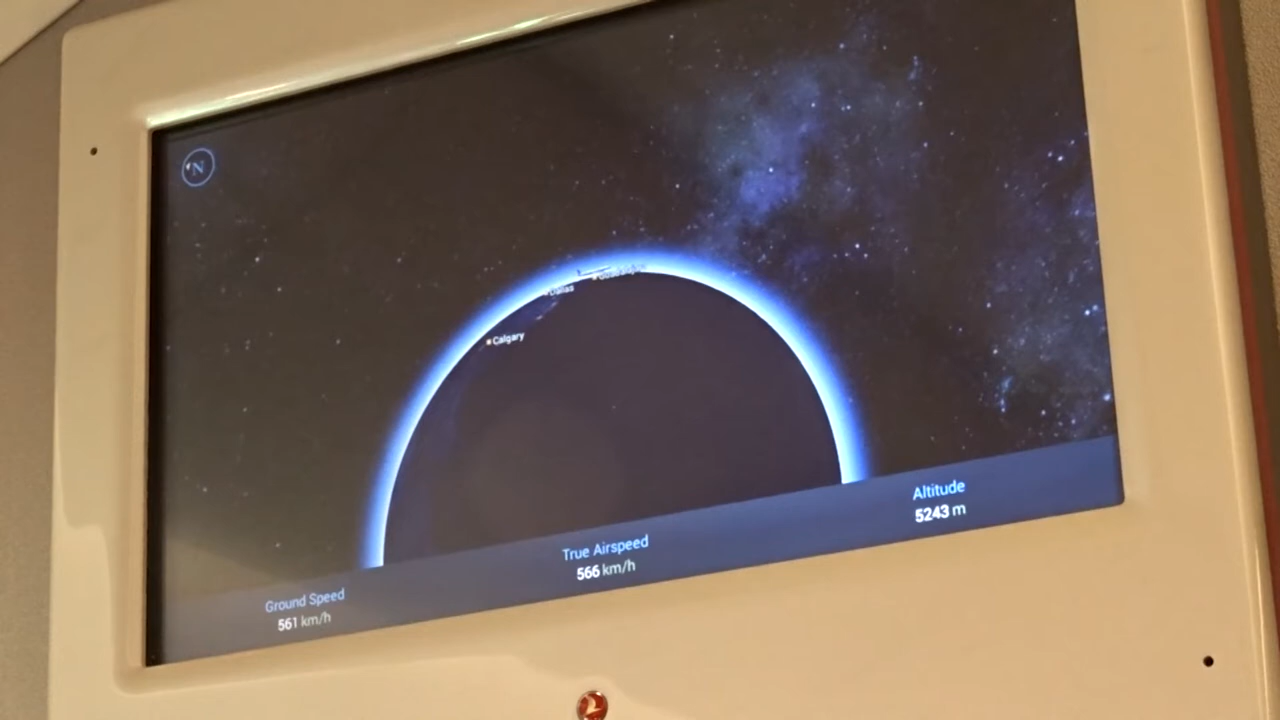 N
Dallas
Calgary
Altitude
5243 m
True Airspeed
566 km/h
Ground Speed
561 km/h